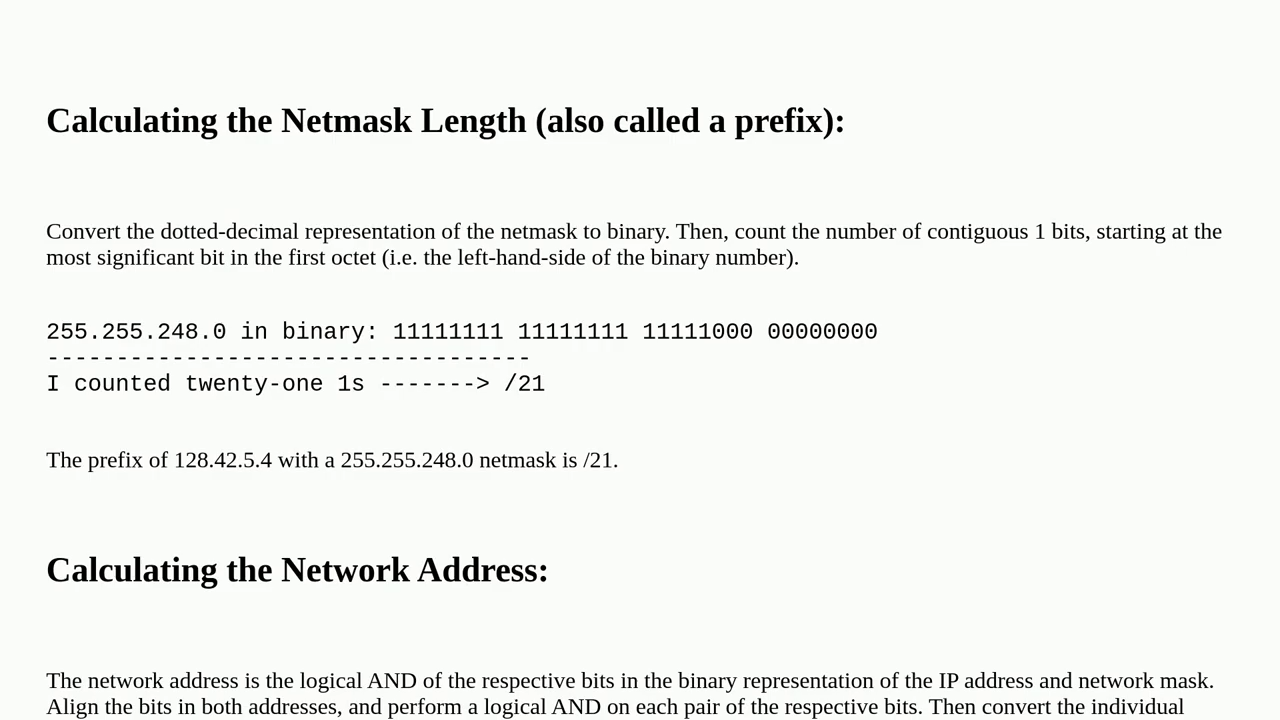 Calculating the Netmask Length (also called a prefix):
Convert the dotted-decimal representation of the netmask to binary. Then, count the number of contiguous 1 bits, starting at the
most significant bit in the first octet (i.e. the left-hand-side of the binary number).
255.255.248.0 in binary: 11111111 11111111 11111000 00000000
-----------------------------------
I counted twenty-one 1s -------> /21
The prefix of 128.42.5.4 with a 255.255.248.0 netmask is /21.
Calculating the Network Address:
The network address is the logical AND of the respective bits in the binary representation of the IP address and network mask.
Align the bits in both addresses, and perform a logical AND on each pair of the respective bits. Then convert the individual